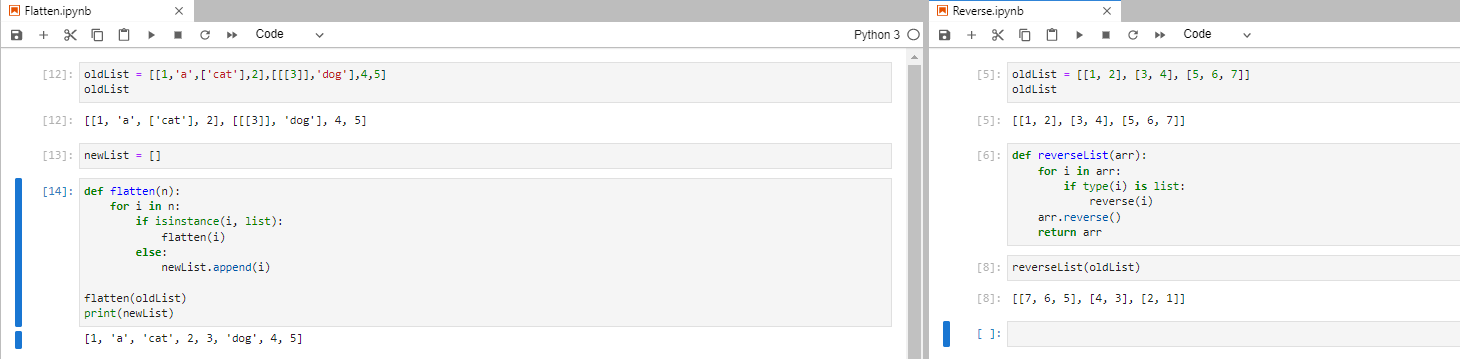 Flatten.ipynb
Code
Python 3
[12]: oldList = [[1,'a',['cat'],2],[[[3]],'dog'],4,5]
oldList
[12]: [[1, 'a', ['cat'], 2], [[[3]], 'dog'], 4, 5]
[13]: newList = []
[14]: def flatten(n):
    for i in n:
        if isinstance(i, list):
            flatten(i)
        else:
            newList.append(i)
flatten(oldList)
print(newList)
[1, 'a', 'cat', 2, 3, 'dog', 4, 5]
Reverse.ipynb
Code
[5]: oldList = [[1, 2], [3, 4], [5, 6, 7]]
oldList
[5]: [[1, 2], [3, 4], [5, 6, 7]]
[6]: def reverseList(arr):
    for i in arr:
        if type(i) is list:
            reverse(i)
    arr.reverse()
    return arr
[8]: reverseList(oldList)
[8]: [[7, 6, 5], [4, 3], [2, 1]]
[ ]: